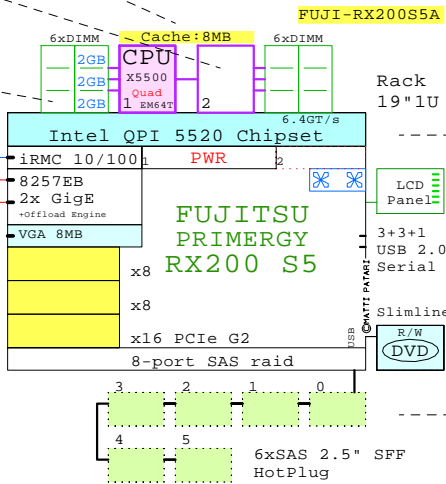 FUJI-RX200S5A
6xDIMM
Cache:8MB
6xDIMM
2GB
CPU
X5500
2GB
Quad
2GB
1 EM64T
2
Rack
19"1U
6.4GT/s
Intel QPI 5520 Chipset
iRMC 10/100
1
PWR
2
8257EB
2x GigE
+Offload Engine
LCD
Panel
VGA 8MB
FUJITSU
PRIMERGY
RX200 S5
3+3+1
USB 2.0
Serial
©MATTI PATARI
x8
x8
x16 PCIe G2
USB
Slimline
R/W
DVD
8-port SAS raid
3
2
1
0
4
5
6xSAS 2.5" SFF
HotPlug